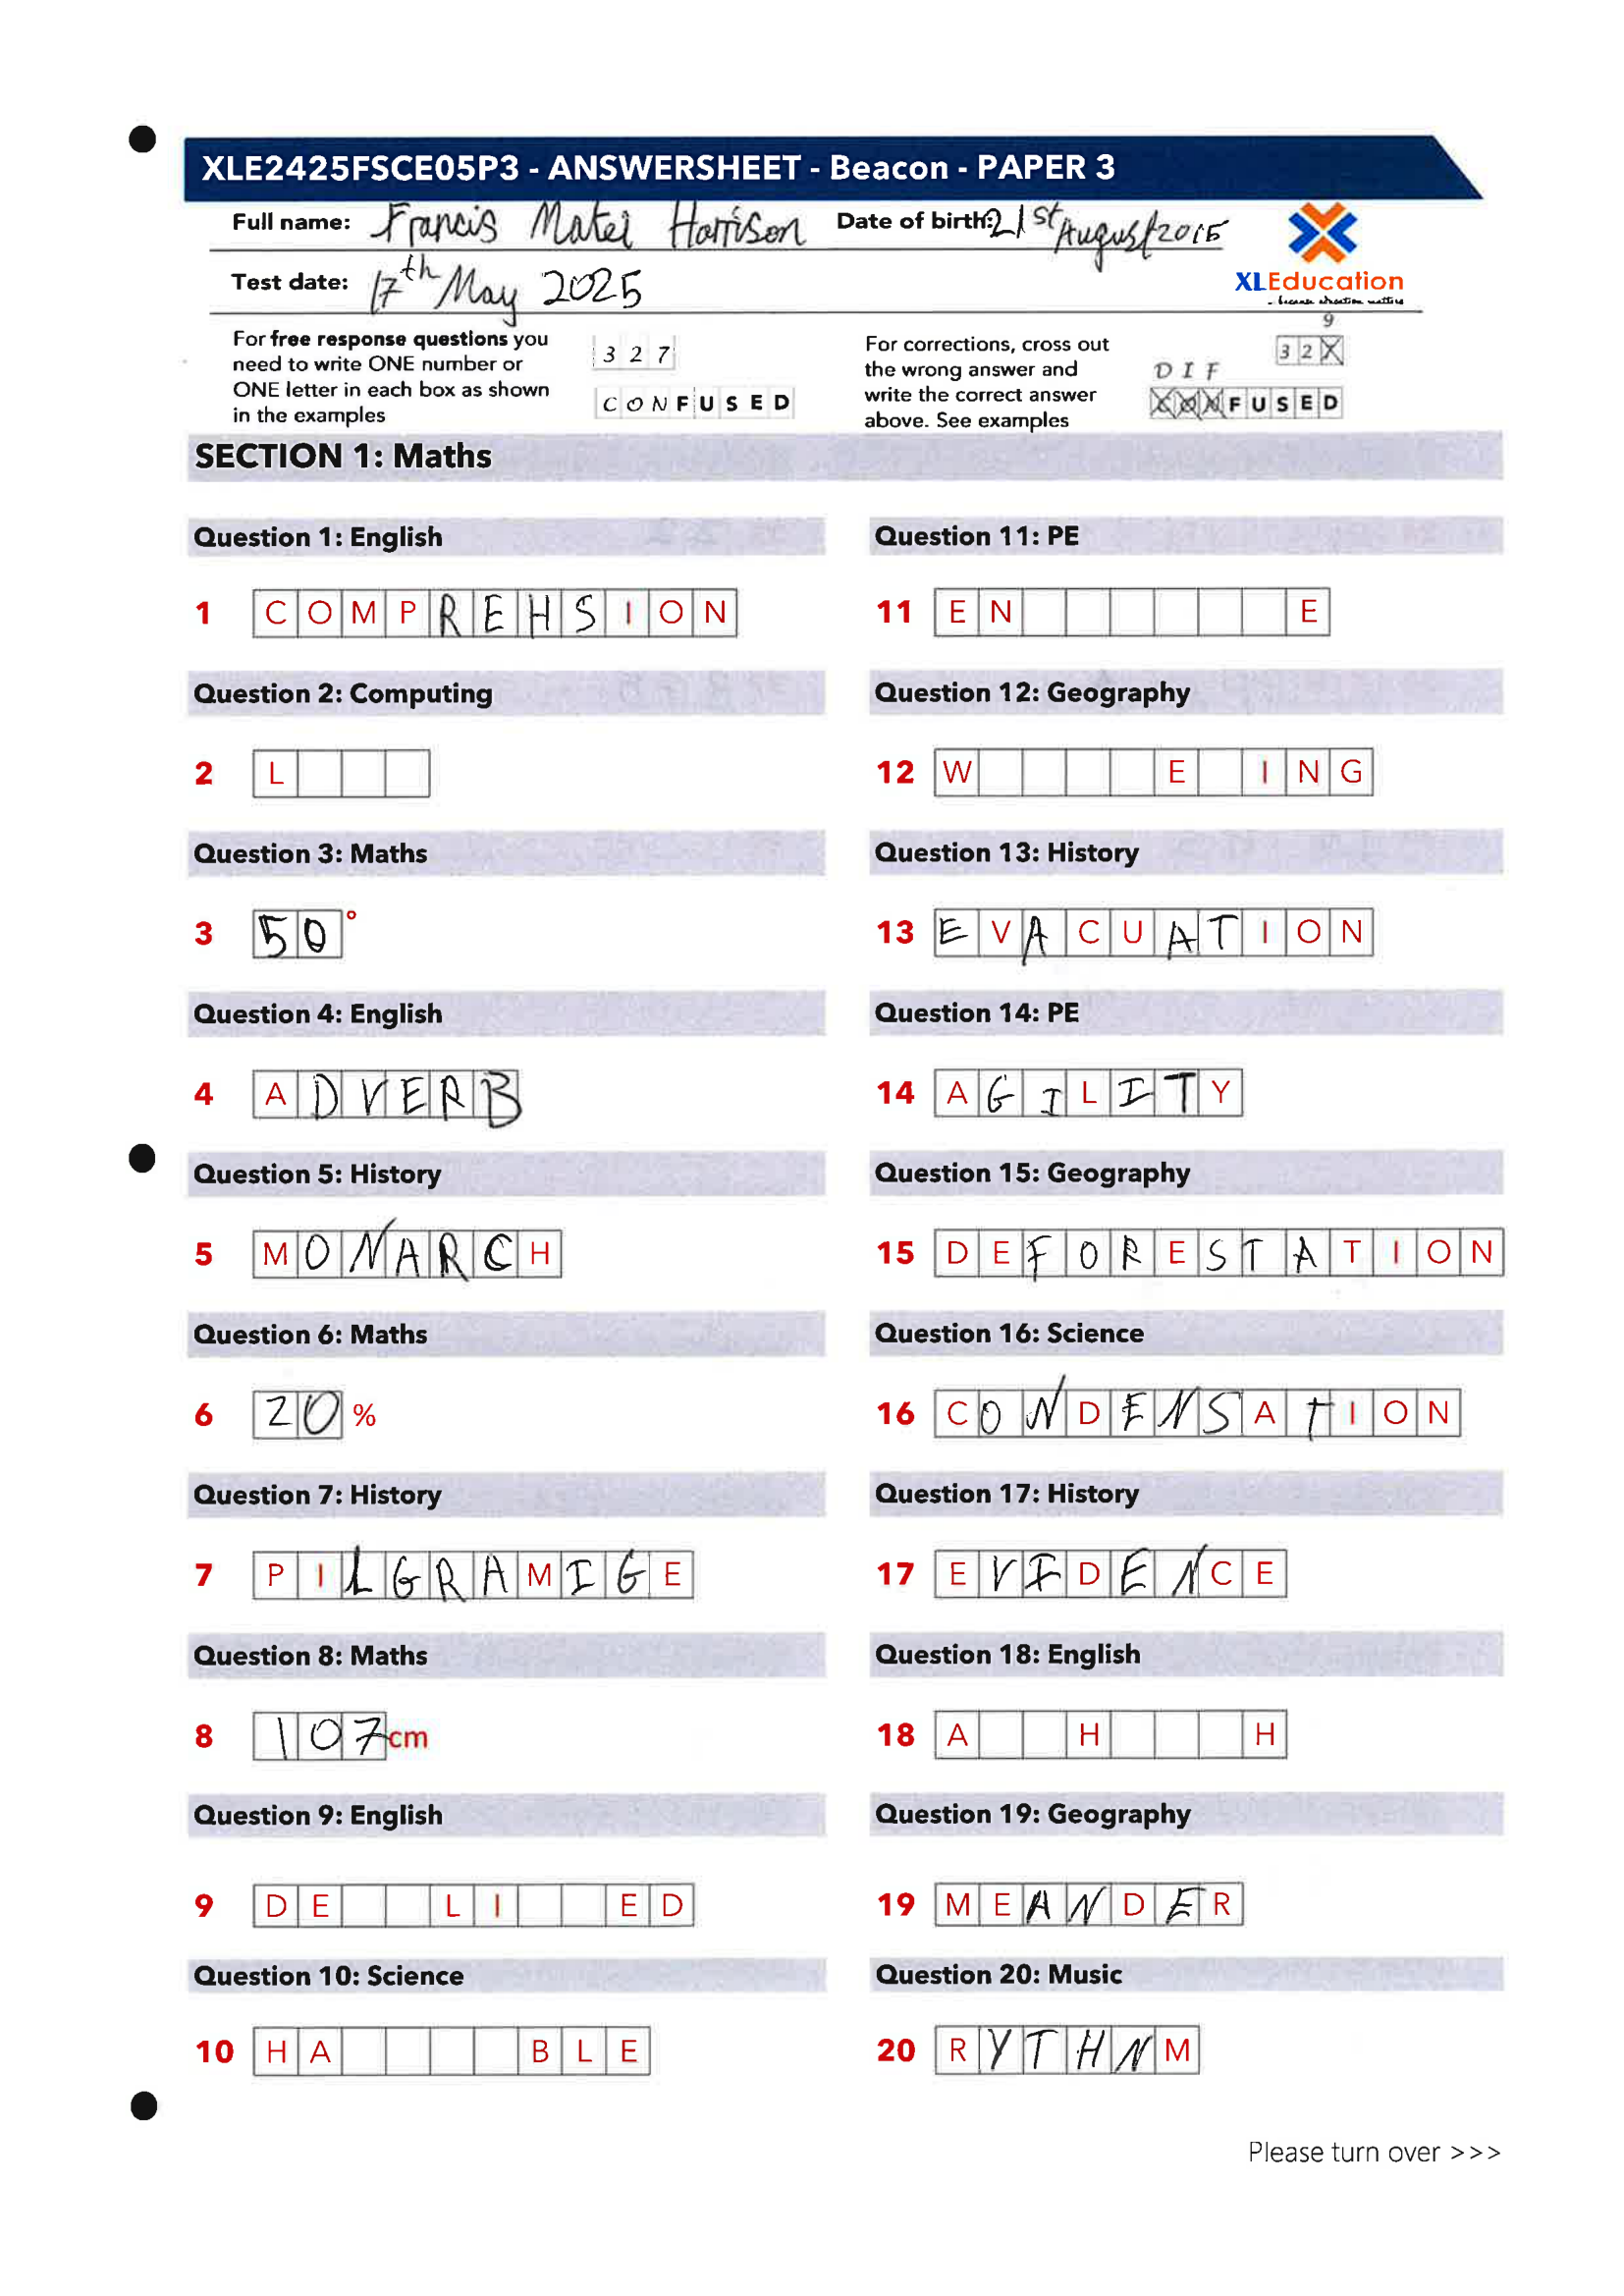 XLE2425FSCE05P3 - ANSWERSHEET - Beacon - PAPER 3
Full name: Francis Matei Harrison Date of birth: 21st August 2015
XLEducation
- because education matters
Test date: 17th May 2025
For free response questions you
need to write ONE number or
ONE letter in each box as shown
in the examples
3 2 7
C O N F U S E D
For corrections, cross out
the wrong answer and
write the correct answer
above. See examples
9
3 2 X
D I F
X X X F U S E D
SECTION 1: Maths
Question 1: English
1 C O M P R E H S I O N
Question 2: Computing
2 L
Question 3: Maths
3 5 0 °
Question 4: English
4 A D V E R B
Question 5: History
5 M O N A R C H
Question 6: Maths
6 2 0 %
Question 7: History
7 P I L G R A M I G E
Question 8: Maths
8 1 0 7 cm
Question 9: English
9 D E L I E D
Question 10: Science
10 H A B L E
Question 11: PE
11 E N E
Question 12: Geography
12 W E I N G
Question 13: History
13 E V A C U A T I O N
Question 14: PE
14 A G I L I T Y
Question 15: Geography
15 D E F O R E S T A T I O N
Question 16: Science
16 C O N D E N S A T I O N
Question 17: History
17 E V I D E N C E
Question 18: English
18 A H H
Question 19: Geography
19 M E A N D E R
Question 20: Music
20 R Y T H N M
Please turn over >>>